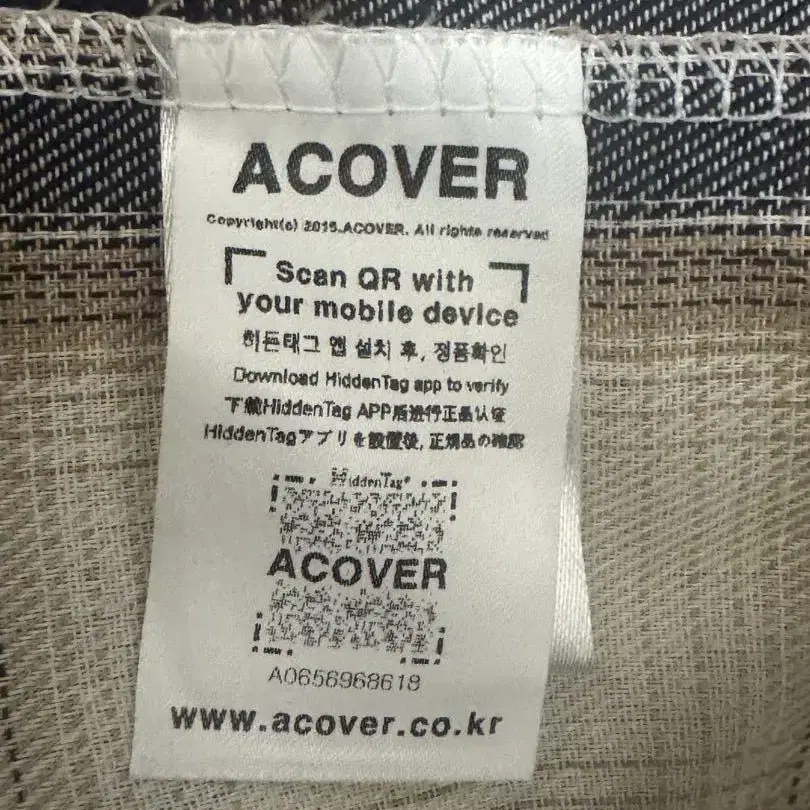 ACOVER
Copyright(c) 2015.ACOVER. All rights reserved
Scan QR with
your mobile device
히든태그 앱 설치 후, 정품확인
Download HiddenTag app to verify
下載HiddenTag APP后进行正品认证
HiddenTagアプリを設置後, 正規品の確認
HiddenTag®
ACOVER
A0656968618
www.acover.co.kr